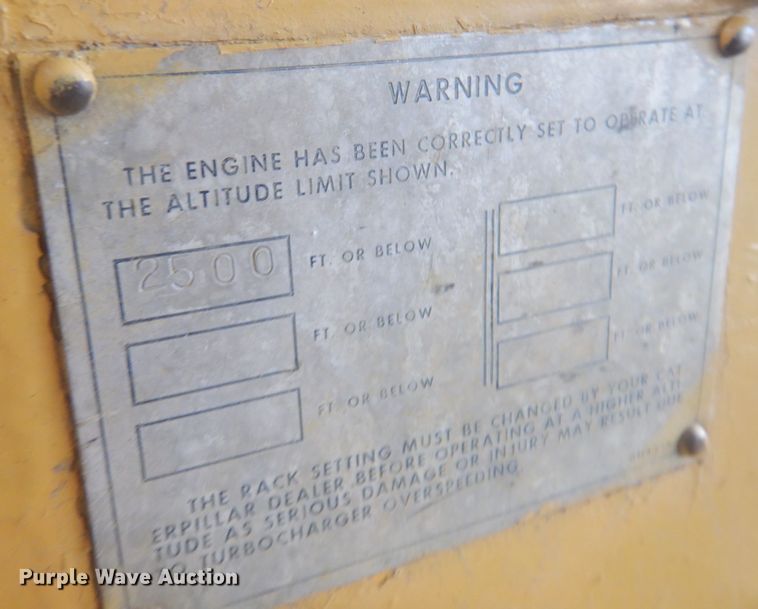 WARNING
THE ENGINE HAS BEEN CORRECTLY SET TO OPERATE AT
THE ALTITUDE LIMIT SHOWN.
2500 FT. OR BELOW
FT. OR BELOW
FT. OR BELOW
FT. OR BELOW
FT. OR BELOW
FT. OR BELOW
THE RACK SETTING MUST BE CHANGED BY YOUR CAT
ERPILLAR DEALER BEFORE OPERATING AT A HIGHER ALTI-
TUDE AS SERIOUS DAMAGE OR INJURY MAY RESULT DUE
TO TURBOCHARGER OVERSPEEDING.
Purple Wave Auction